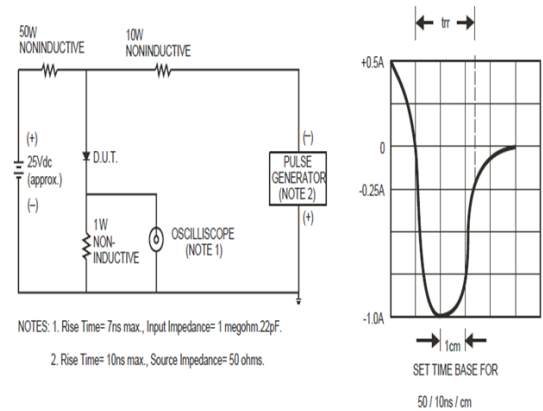 50W
NONINDUCTIVE
10W
NONINDUCTIVE
trr
+0.5A
(+)
25Vdc
(approx.)
(–)
D.U.T.
(–)
PULSE
GENERATOR
(NOTE 2)
(+)
1W
NON-
INDUCTIVE
OSCILLISCOPE
(NOTE 1)
0
-0.25A
-1.0A
1cm
SET TIME BASE FOR
50 / 10ns / cm
NOTES: 1. Rise Time= 7ns max., Input Impedance= 1 megohm.22pF.
2. Rise Time= 10ns max., Source Impedance= 50 ohms.